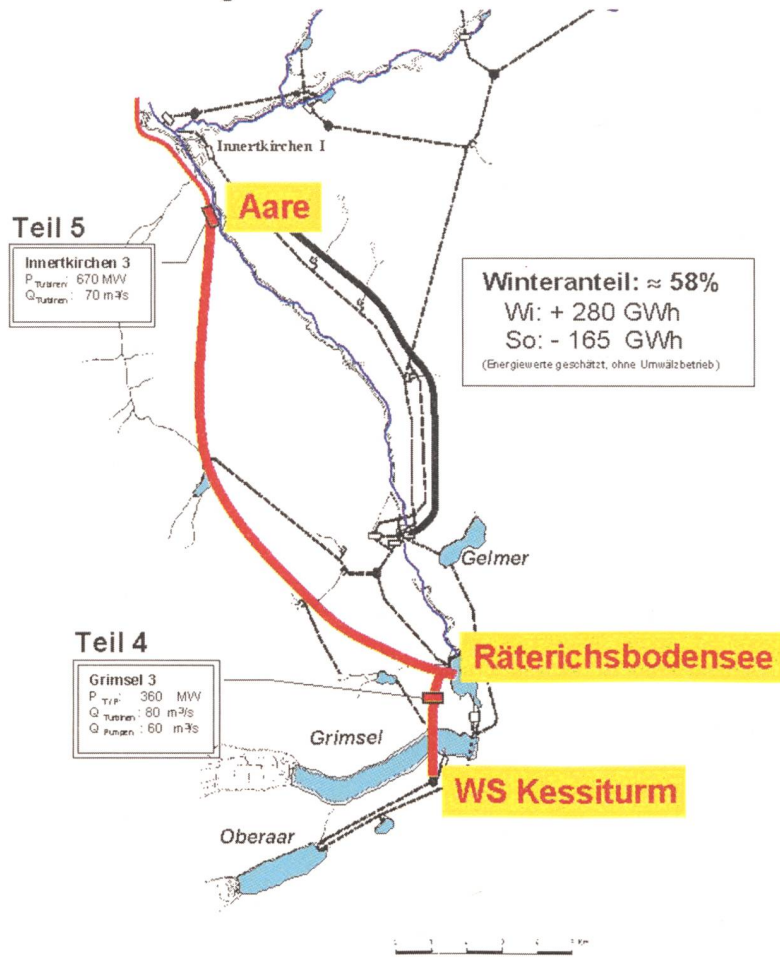 Innertkirchen I
Aare
Teil 5
Innertkirchen 3
P Turbinen: 670 MW
Q Turbinen: 70 m³/s
Winteranteil: ≈ 58%
Wi: + 280 GWh
So: - 165 GWh
(Energiewerte geschätzt, ohne Umwälzbetrieb)
Gelmer
Teil 4
Räterichsbodensee
Grimsel 3
P T/P: 360 MW
Q Turbinen: 80 m³/s
Q Pumpen: 60 m³/s
Grimsel
WS Kessiturm
Oberaar